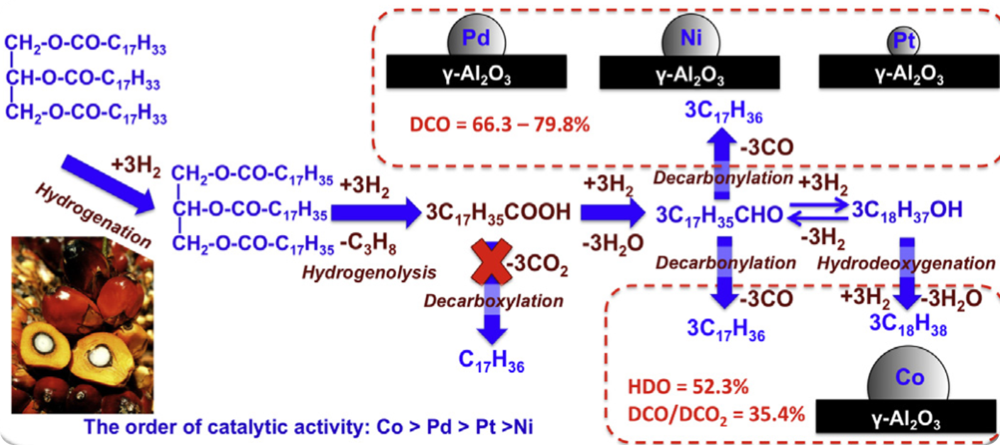 CH₂-O-CO-C₁₇H₃₃
CH-O-CO-C₁₇H₃₃
CH₂-O-CO-C₁₇H₃₃
+3H₂
Hydrogenation
CH₂-O-CO-C₁₇H₃₅
CH-O-CO-C₁₇H₃₅
CH₂-O-CO-C₁₇H₃₅
+3H₂
-C₃H₈
Hydrogenolysis
3C₁₇H₃₅COOH
-3CO₂
Decarboxylation
C₁₇H₃₆
+3H₂
-3H₂O
3C₁₇H₃₅CHO
+3H₂
-3H₂
3C₁₈H₃₇OH
Pd
γ-Al₂O₃
Ni
γ-Al₂O₃
Pt
γ-Al₂O₃
DCO = 66.3 – 79.8%
3C₁₇H₃₆
-3CO
Decarbonylation
Decarbonylation
-3CO
3C₁₇H₃₆
Hydrodeoxygenation
+3H₂
-3H₂O
3C₁₈H₃₈
HDO = 52.3%
DCO/DCO₂ = 35.4%
Co
γ-Al₂O₃
The order of catalytic activity: Co > Pd > Pt >Ni